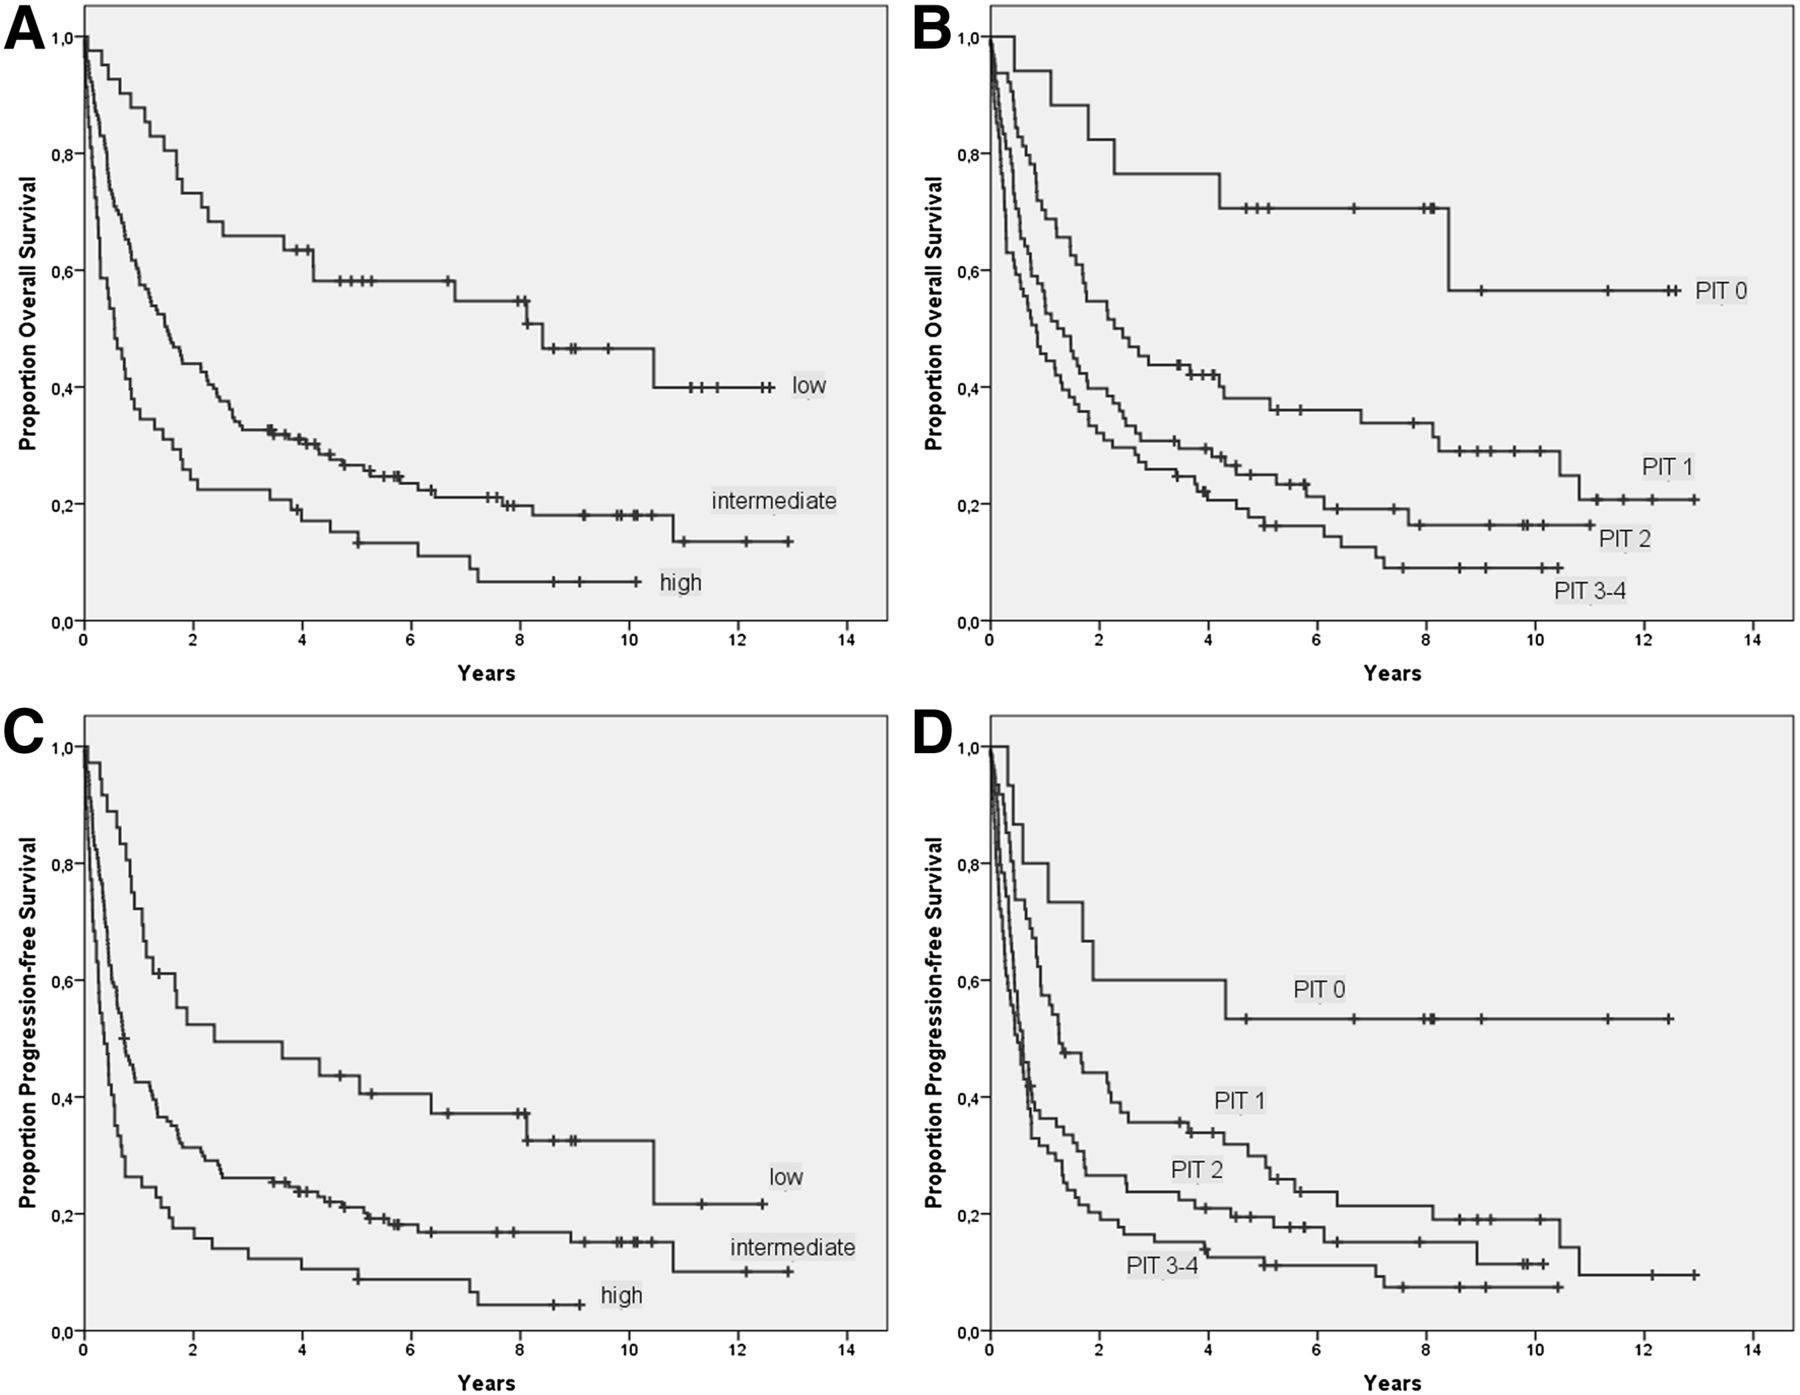 A
1,0
0,8
0,6
0,4
0,2
0,0
0
2
4
6
8
10
12
14
Proportion Overall Survival
Years
low
intermediate
high
B
1,0
0,8
0,6
0,4
0,2
0,0
0
2
4
6
8
10
12
14
Proportion Overall Survival
Years
PIT 0
PIT 1
PIT 2
PIT 3-4
C
1,0
0,8
0,6
0,4
0,2
0,0
0
2
4
6
8
10
12
14
Proportion Progression-free Survival
Years
low
intermediate
high
D
1,0
0,8
0,6
0,4
0,2
0,0
0
2
4
6
8
10
12
14
Proportion Progression-free Survival
Years
PIT 0
PIT 1
PIT 2
PIT 3-4